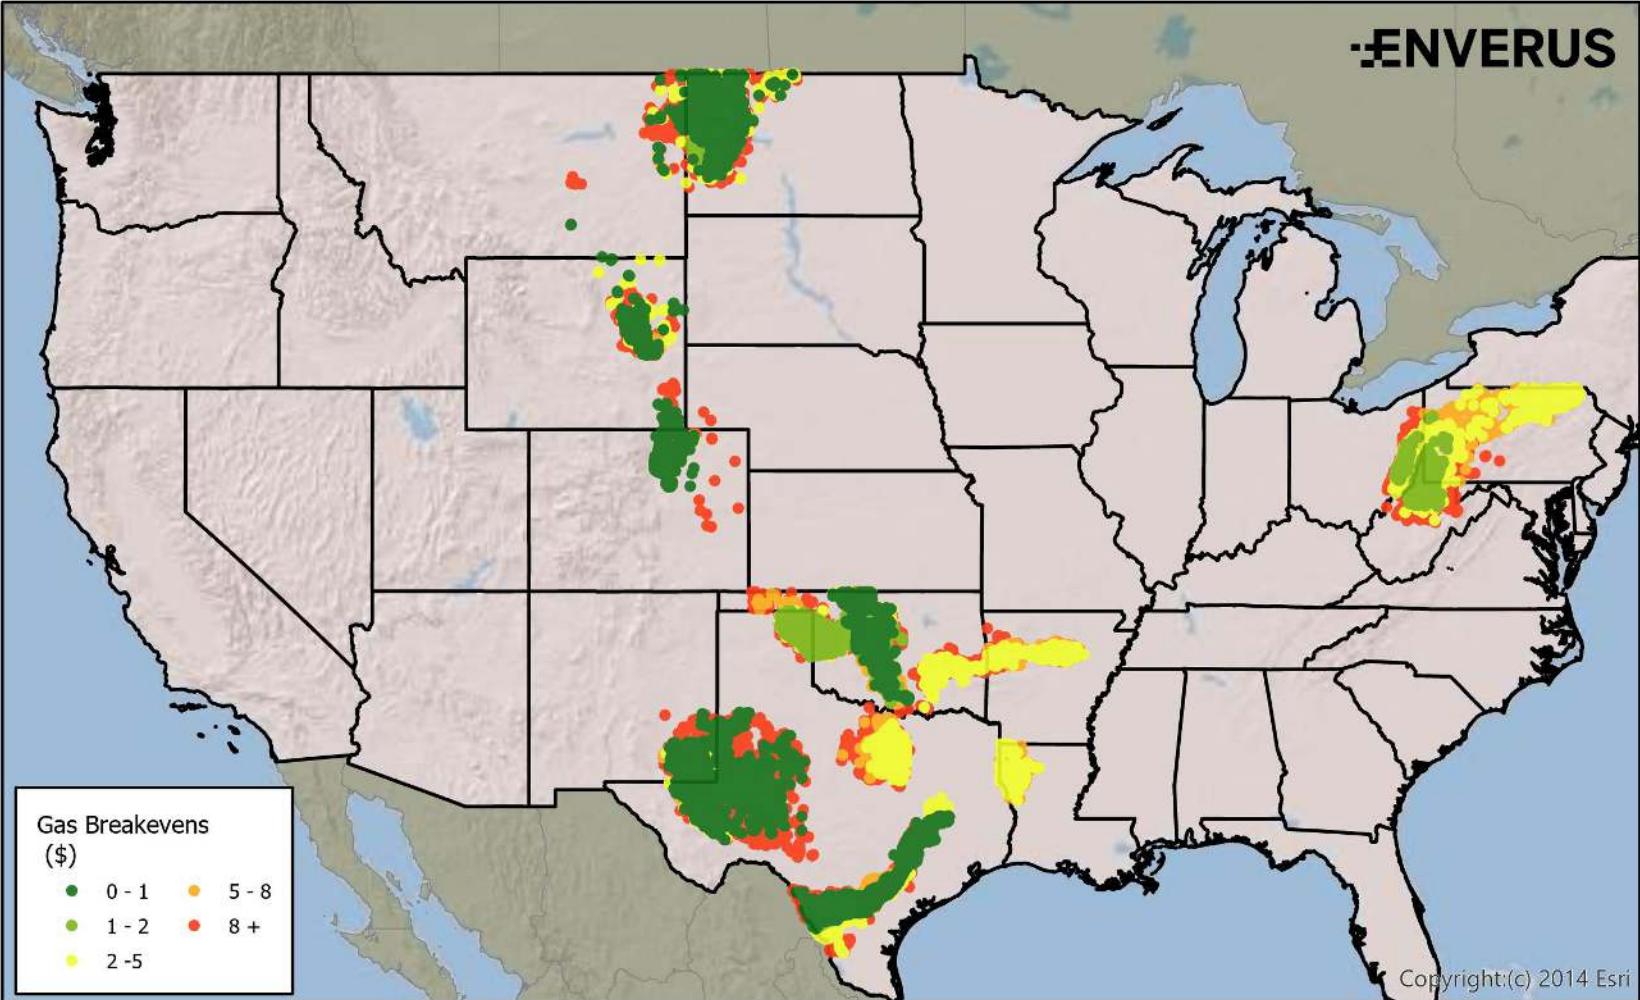 ENVERUS
Gas Breakevens
($)
0 - 1
5 - 8
1 - 2
8 +
2 -5
Copyright:(c) 2014 Esri